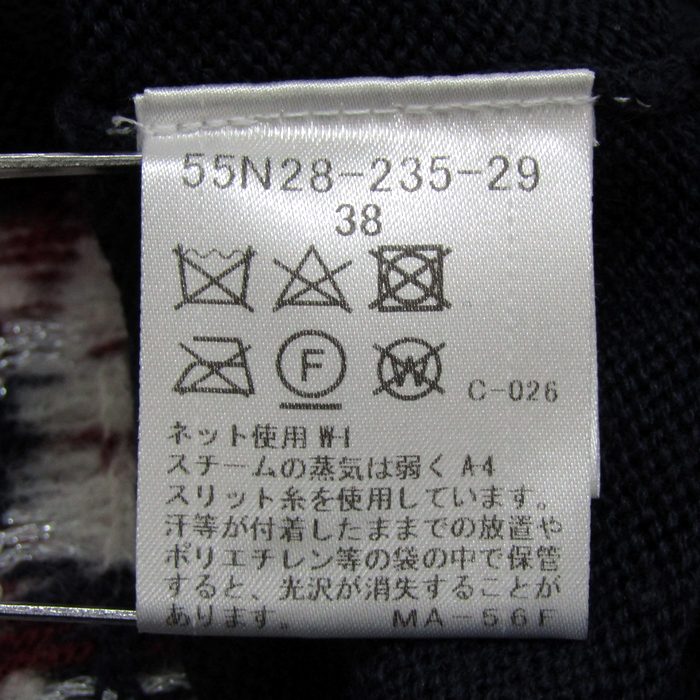 55N28-235-29
38
F W C-026
ネット使用 W-1
スチームの蒸気は弱く A-4
スリット糸を使用しています。
汗等が付着したままでの放置や
ポリエチレン等の袋の中で保管
すると、光沢が消失することが
あります。 MA-56F